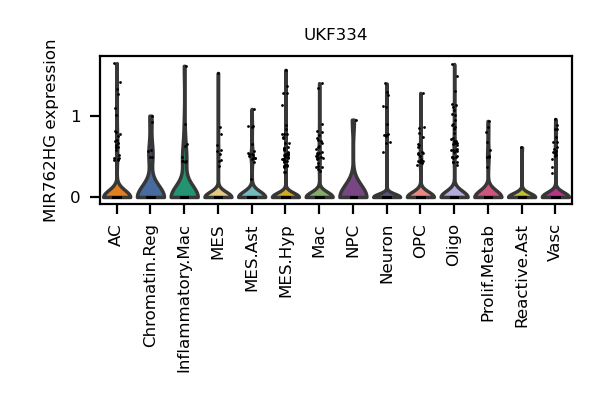 UKF334
MIR762HG expression
1
0
AC
Chromatin.Reg
Inflammatory.Mac
MES
MES.Ast
MES.Hyp
Mac
NPC
Neuron
OPC
Oligo
Prolif.Metab
Reactive.Ast
Vasc